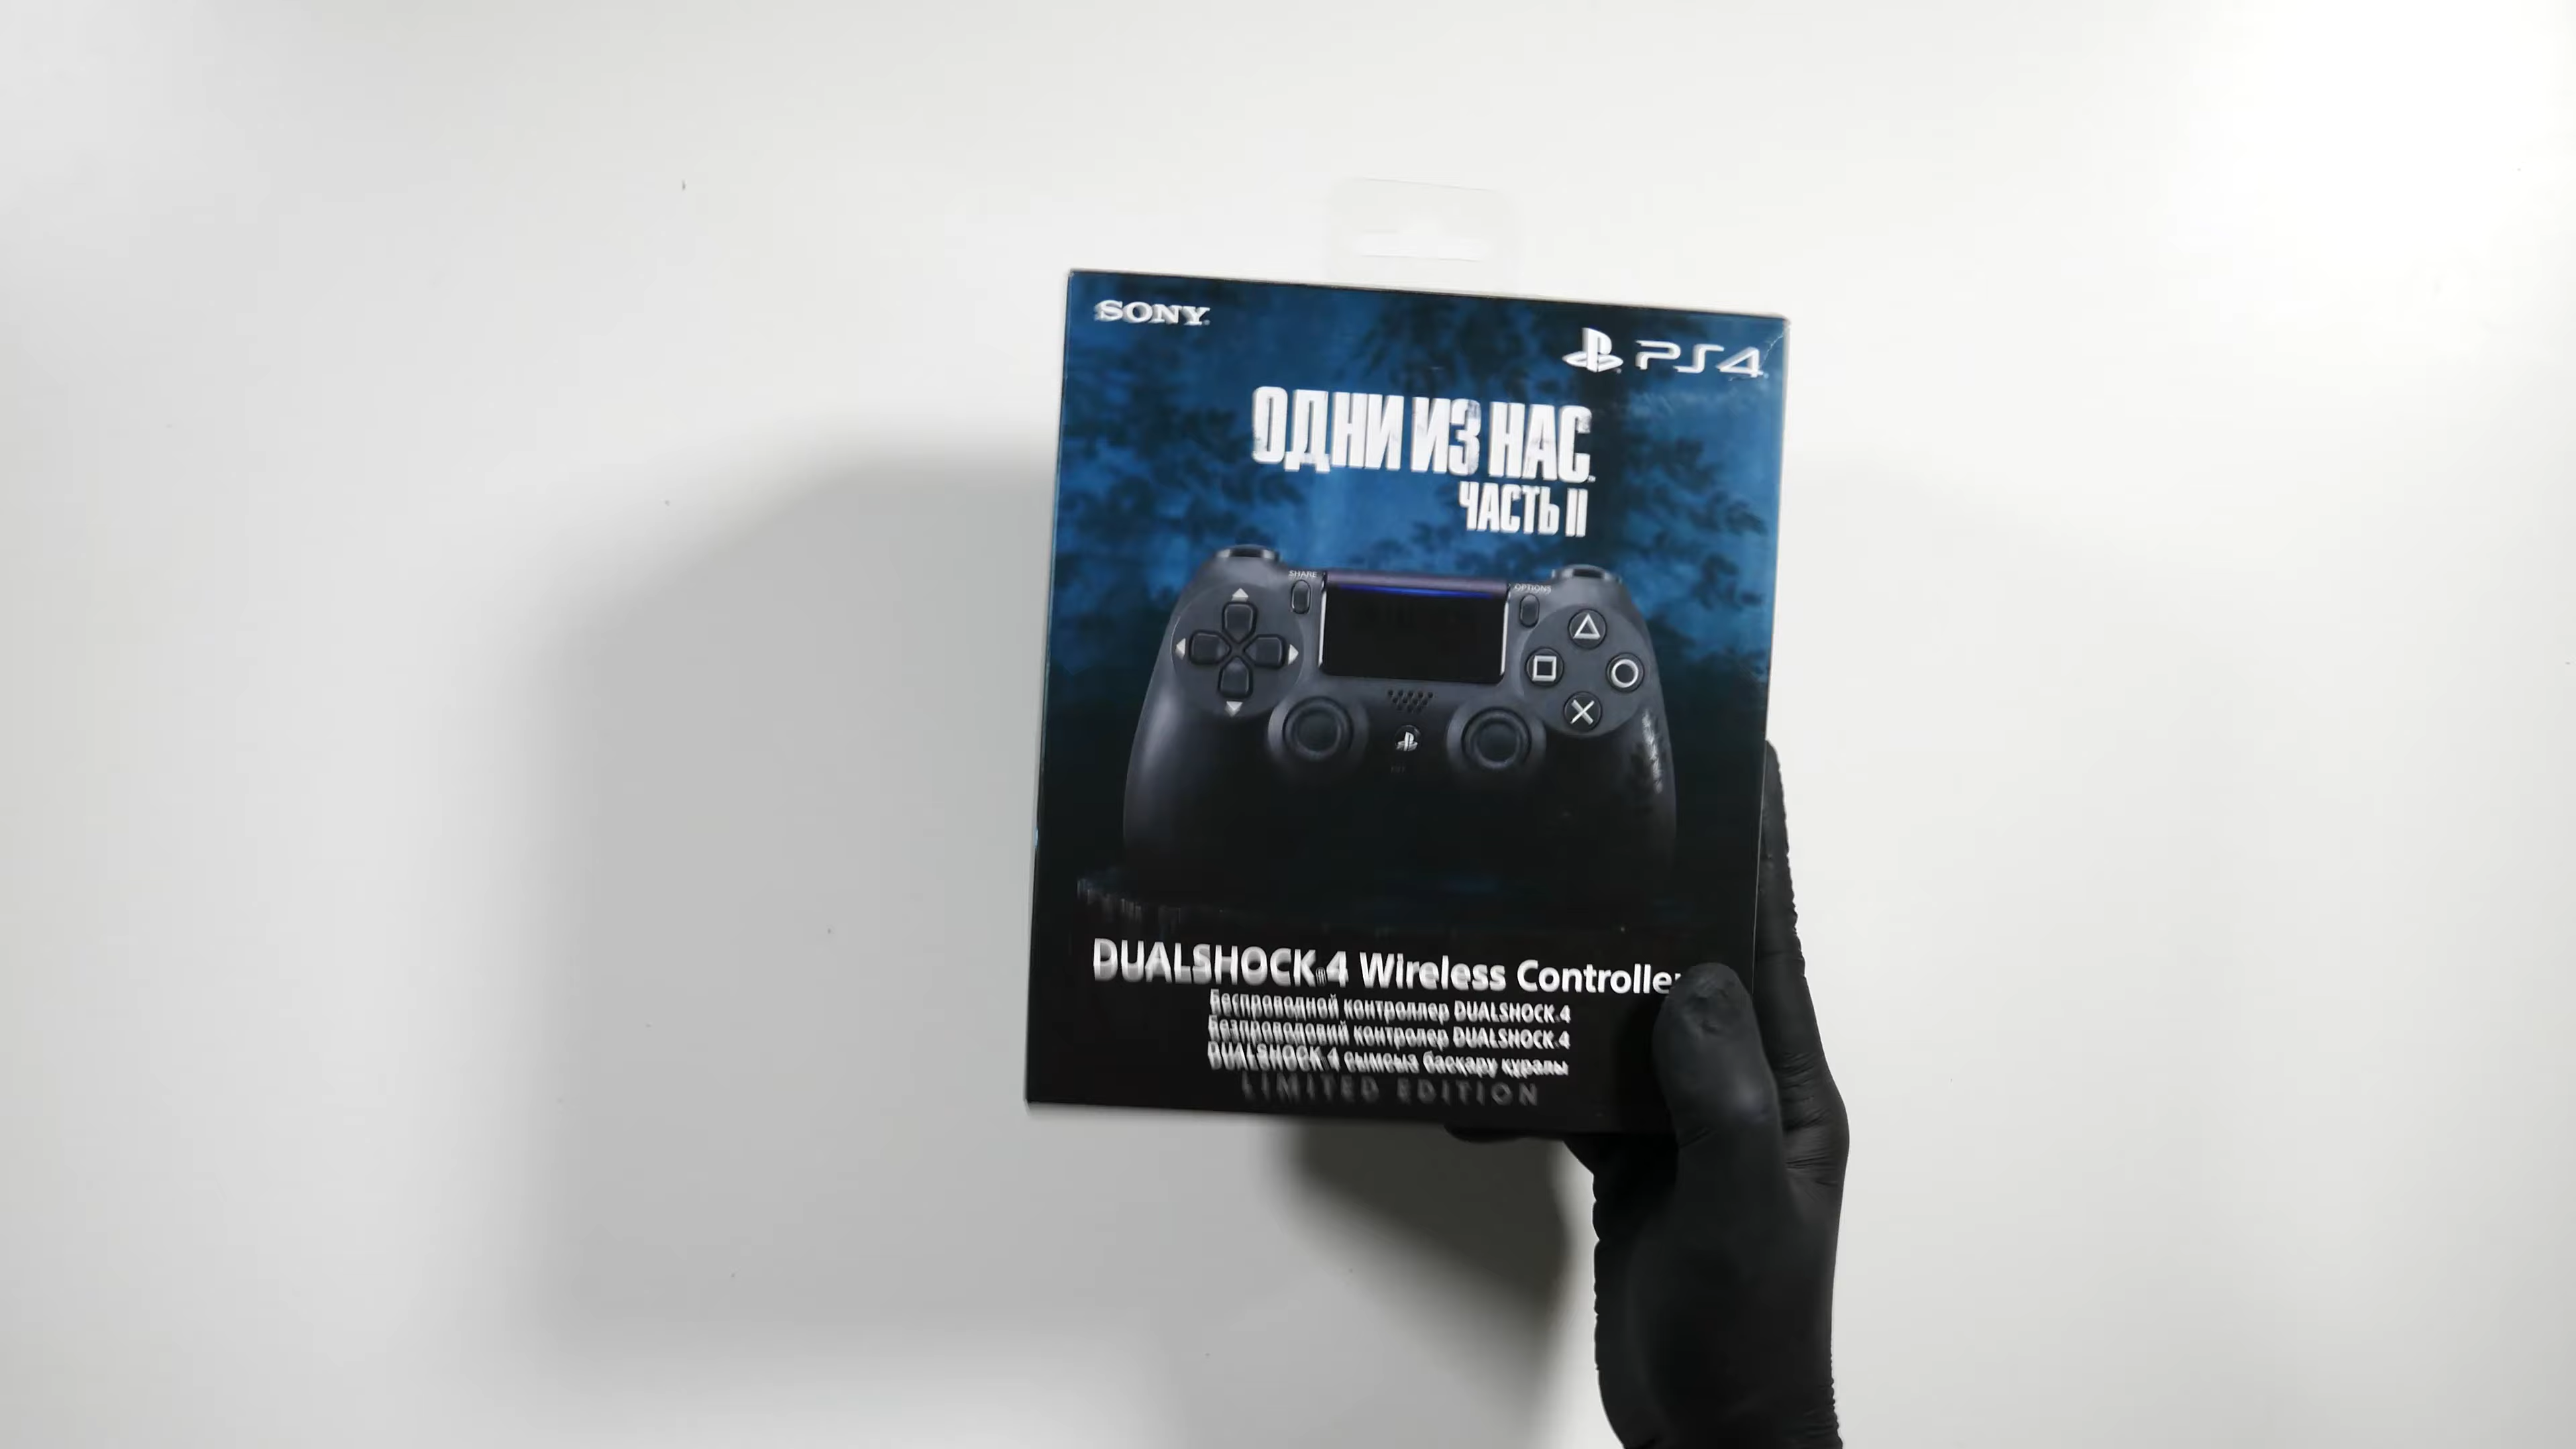 SONY
PS4
ОДНИ ИЗ НАС
ЧАСТЬ II
SHARE
OPTIONS
DUALSHOCK 4 Wireless Controller
Беспроводной контроллер DUALSHOCK 4
Безпроводовий контролер DUALSHOCK 4
DUALSHOCK 4 сымсыз басқару құралы
LIMITED EDITION